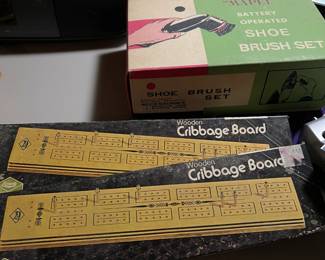 BATTERY
OPERATED
SHOE
BRUSH SET
SHOE BRUSH
SET
Wooden
Cribbage Board
Wooden
Cribbage Board